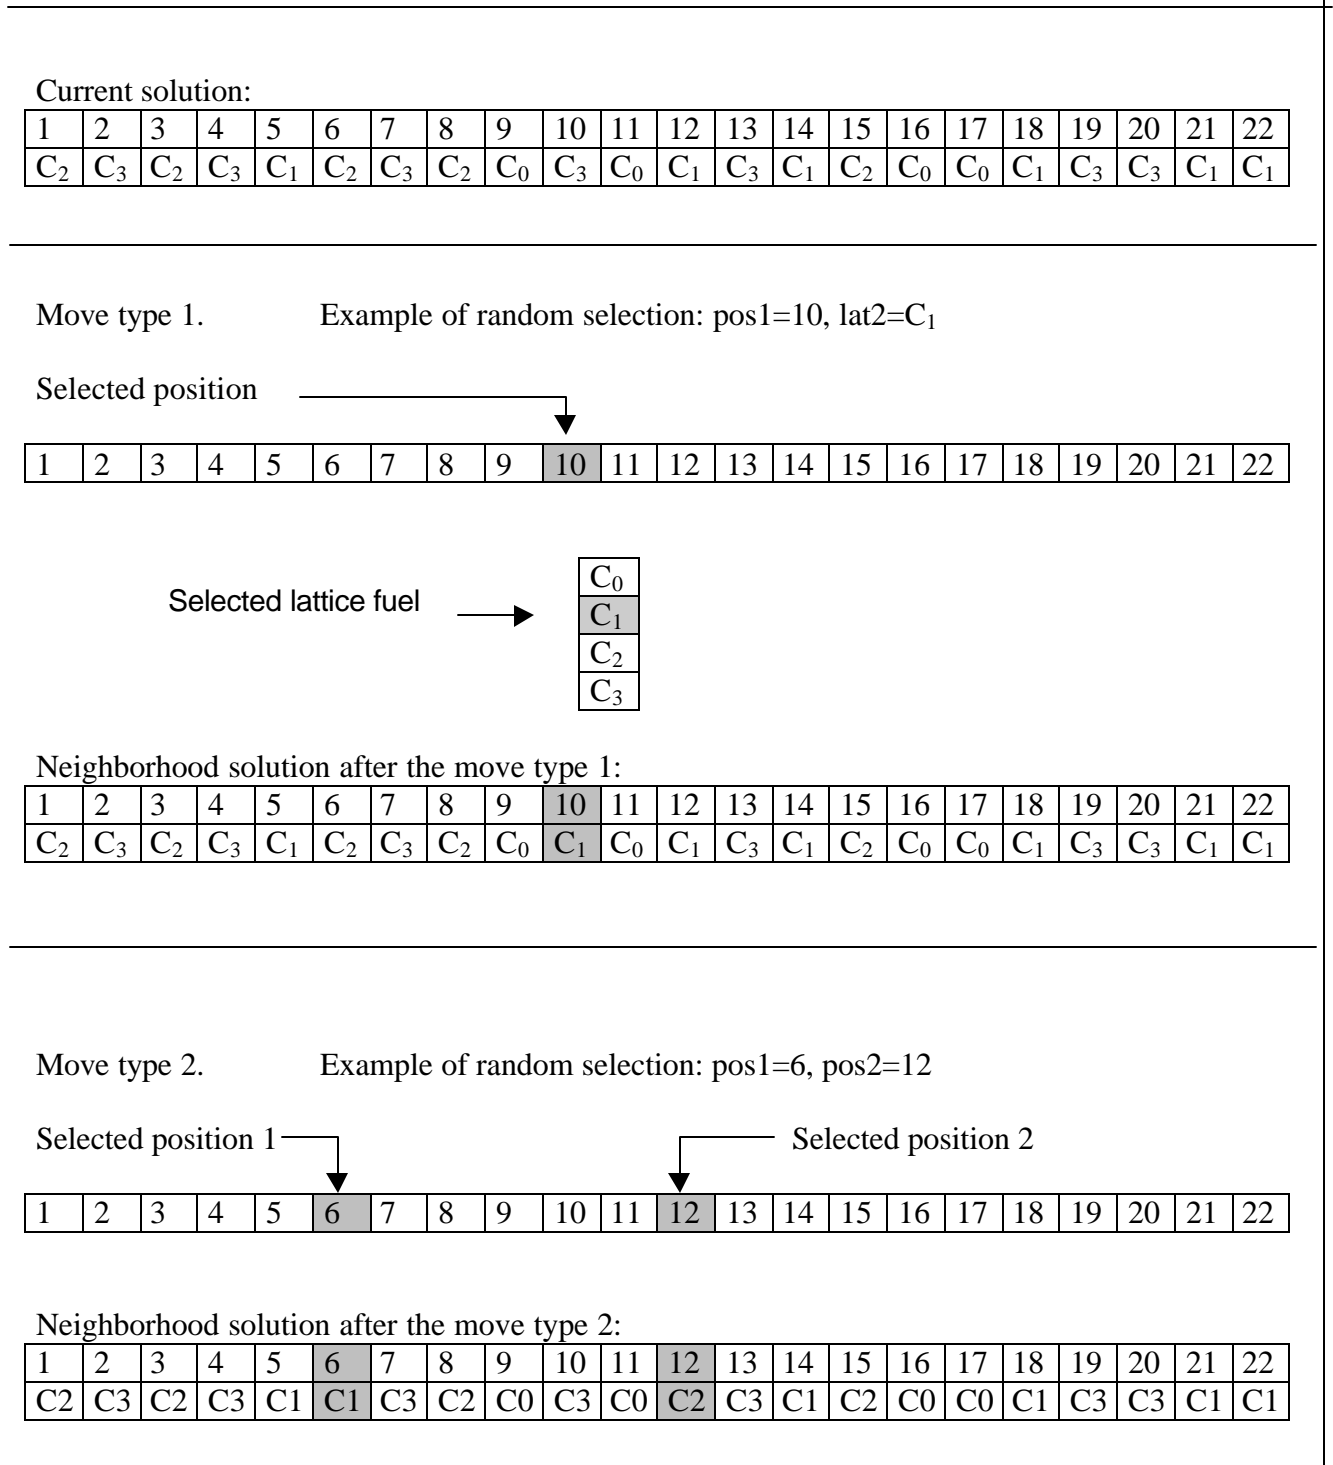 Current solution:
1 2 3 4 5 6 7 8 9 10 11 12 13 14 15 16 17 18 19 20 21 22
C₂ C₃ C₂ C₃ C₁ C₂ C₃ C₂ C₀ C₃ C₀ C₁ C₃ C₁ C₂ C₀ C₀ C₁ C₃ C₃ C₁ C₁
Move type 1. Example of random selection: pos1=10, lat2=C₁
Selected position
1 2 3 4 5 6 7 8 9 10 11 12 13 14 15 16 17 18 19 20 21 22
C₀
Selected lattice fuel
C₁
C₂
C₃
Neighborhood solution after the move type 1:
1 2 3 4 5 6 7 8 9 10 11 12 13 14 15 16 17 18 19 20 21 22
C₂ C₃ C₂ C₃ C₁ C₂ C₃ C₂ C₀ C₁ C₀ C₁ C₃ C₁ C₂ C₀ C₀ C₁ C₃ C₃ C₁ C₁
Move type 2. Example of random selection: pos1=6, pos2=12
Selected position 1 Selected position 2
1 2 3 4 5 6 7 8 9 10 11 12 13 14 15 16 17 18 19 20 21 22
Neighborhood solution after the move type 2:
1 2 3 4 5 6 7 8 9 10 11 12 13 14 15 16 17 18 19 20 21 22
C2 C3 C2 C3 C1 C1 C3 C2 C0 C3 C0 C2 C3 C1 C2 C0 C0 C1 C3 C3 C1 C1